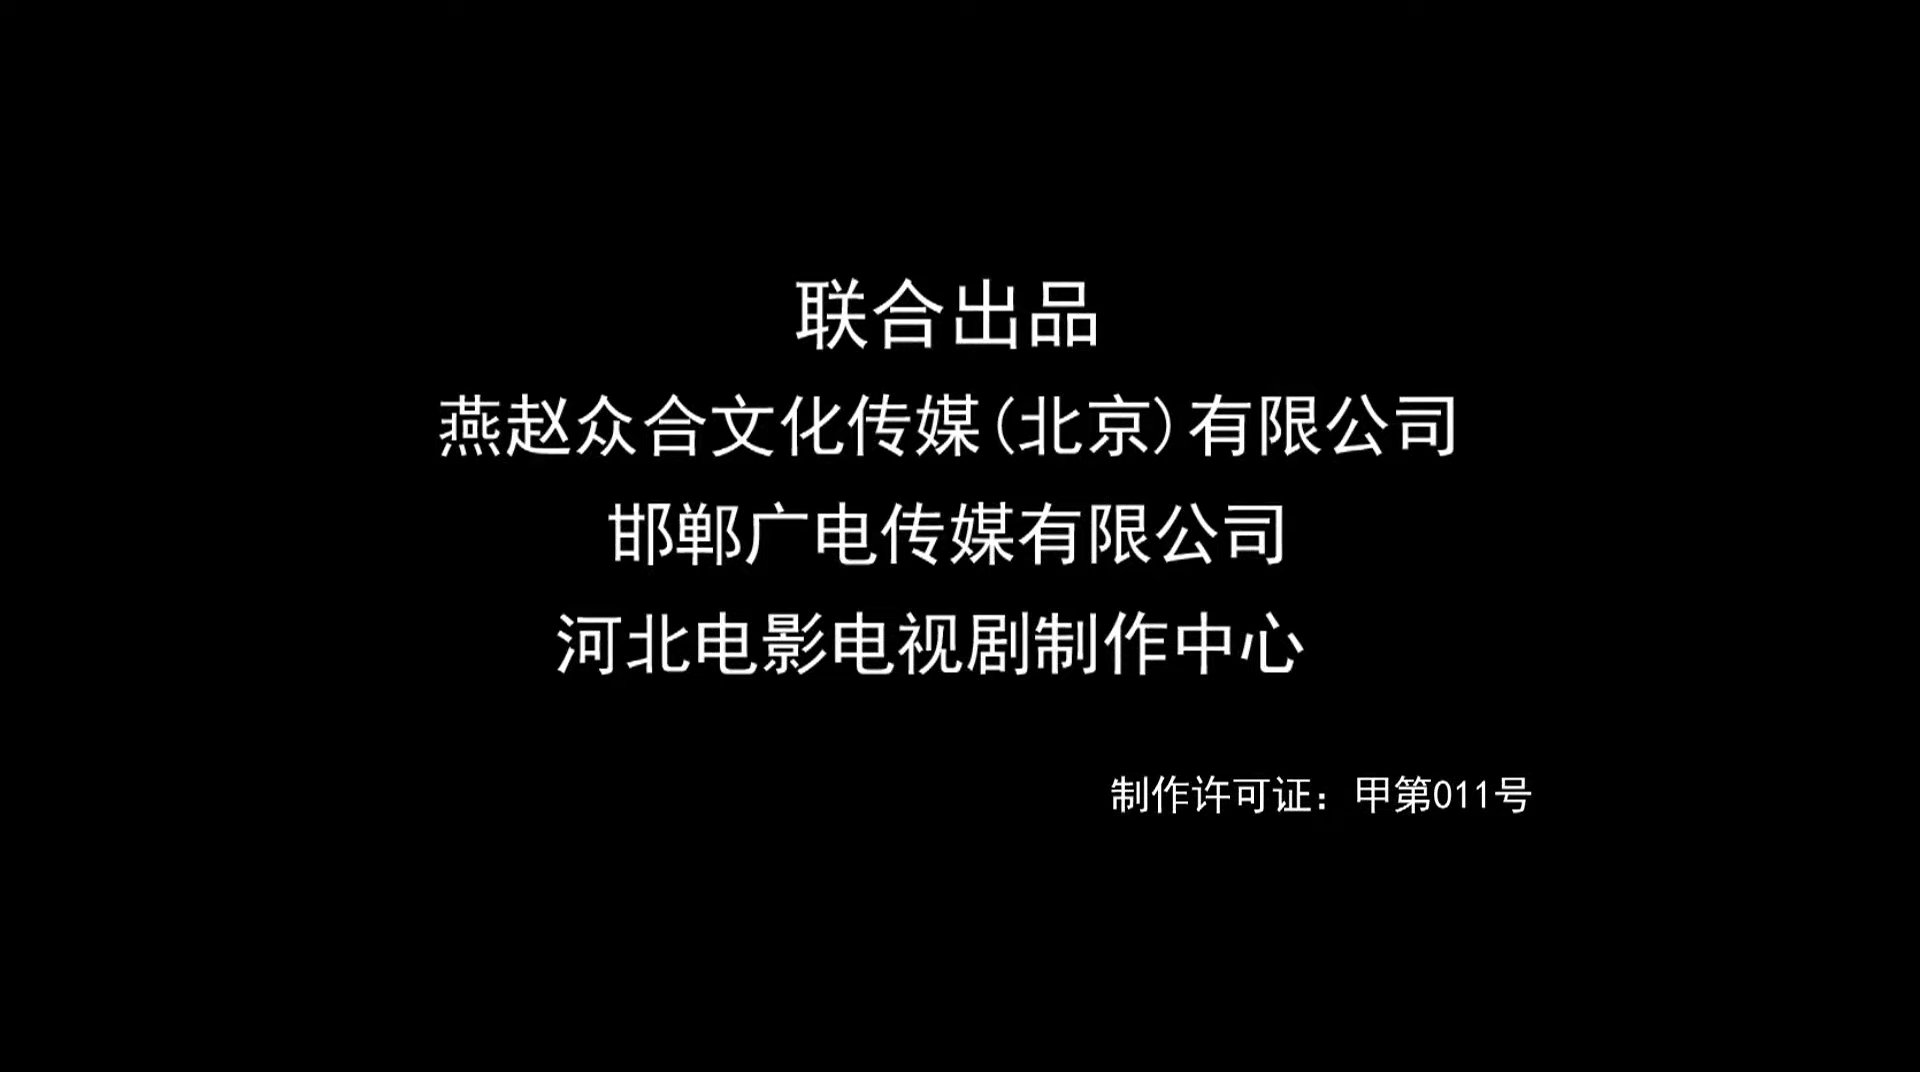 联合出品
燕赵众合文化传媒(北京)有限公司
邯郸广电传媒有限公司
河北电影电视剧制作中心
制作许可证：甲第011号